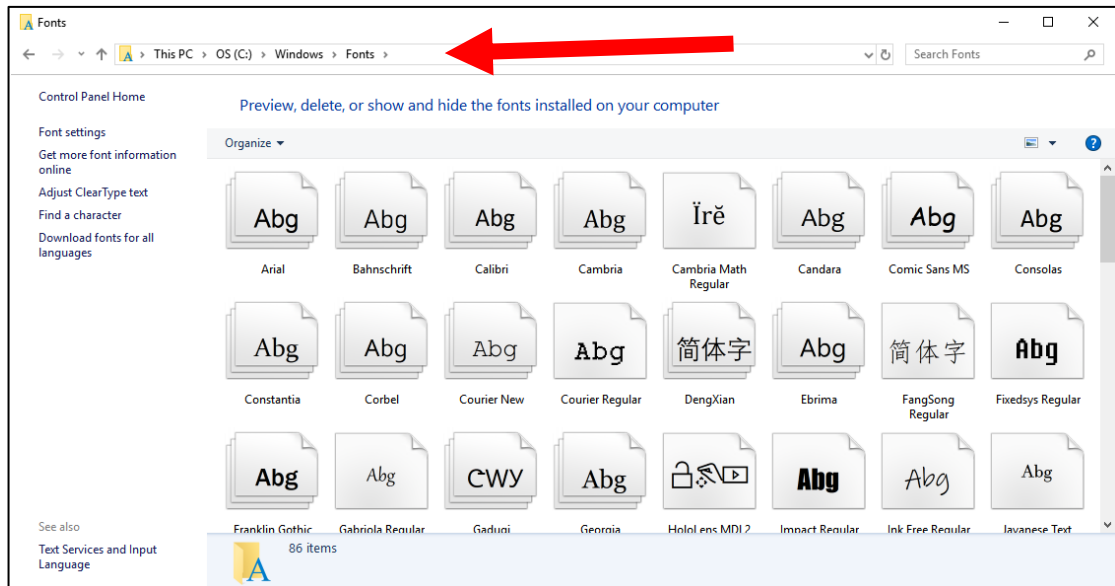 Fonts
This PC > OS (C:) > Windows > Fonts >
Search Fonts
Control Panel Home
Font settings
Get more font information
online
Adjust ClearType text
Find a character
Download fonts for all
languages
See also
Text Services and Input
Language
Preview, delete, or show and hide the fonts installed on your computer
Organize
?
Abg Abg Abg Abg Ïrĕ Abg Abg Abg
Arial Bahnschrift Calibri Cambria Cambria Math Candara Comic Sans MS Consolas
Regular
Abg Abg Abg Abg 简体字 Abg 简体字 Abg
Constantia Corbel Courier New Courier Regular DengXian Ebrima FangSong Fixedsys Regular
Regular
Abg Abg ᏣᎳᎩ Abg Abg Abg Abg
Franklin Gothic Gabriola Regular Gadugi Georgia HoloLens MDL2 Impact Regular Ink Free Regular Javanese Text
86 items
A